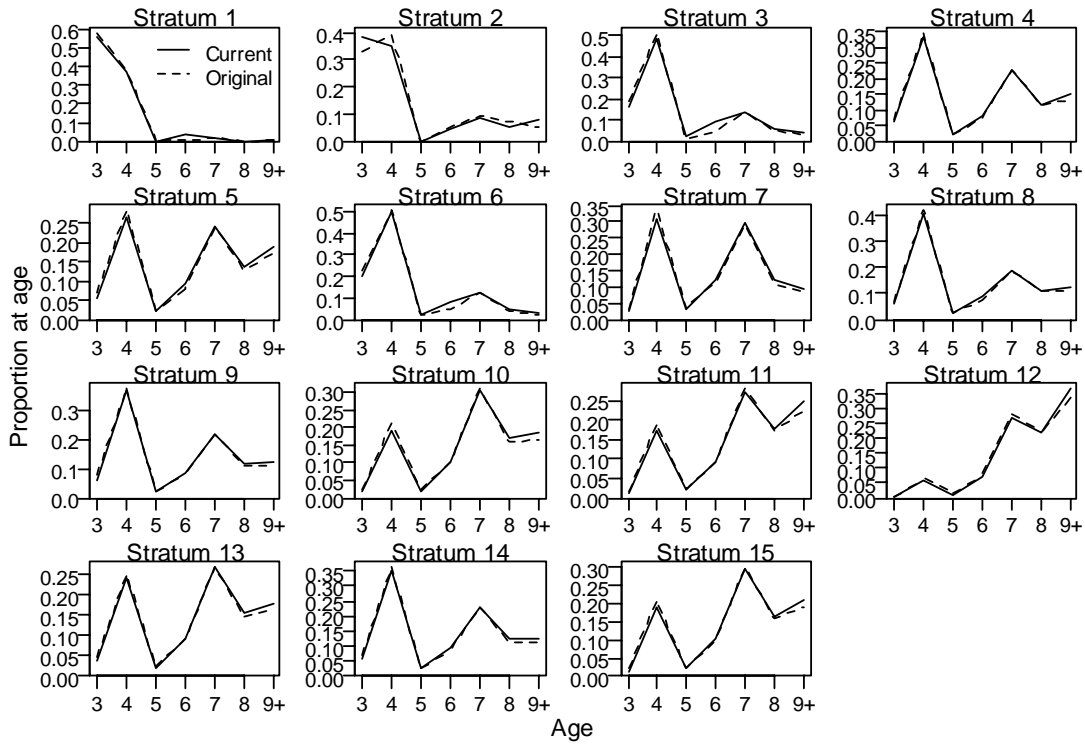 Stratum 1 Stratum 2 Stratum 3 Stratum 4
0.6 0.5 0.4 0.3 0.2 0.1 0.0
Current
Original
0.4 0.3 0.2 0.1 0.0
0.5 0.4 0.3 0.2 0.1 0.0
0.35 0.30 0.25 0.20 0.15 0.10 0.05 0.00
3 4 5 6 7 8 9+ 3 4 5 6 7 8 9+ 3 4 5 6 7 8 9+ 3 4 5 6 7 8 9+
Stratum 5 Stratum 6 Stratum 7 Stratum 8
0.25 0.20 0.15 0.10 0.05 0.00
0.5 0.4 0.3 0.2 0.1 0.0
0.35 0.30 0.25 0.20 0.15 0.10 0.05 0.00
0.4 0.3 0.2 0.1 0.0
3 4 5 6 7 8 9+ 3 4 5 6 7 8 9+ 3 4 5 6 7 8 9+ 3 4 5 6 7 8 9+
Proportion at age
Stratum 9 Stratum 10 Stratum 11 Stratum 12
0.3 0.2 0.1 0.0
0.30 0.25 0.20 0.15 0.10 0.05 0.00
0.25 0.20 0.15 0.10 0.05 0.00
0.35 0.30 0.25 0.20 0.15 0.10 0.05 0.00
3 4 5 6 7 8 9+ 3 4 5 6 7 8 9+ 3 4 5 6 7 8 9+ 3 4 5 6 7 8 9+
Stratum 13 Stratum 14 Stratum 15
0.25 0.20 0.15 0.10 0.05 0.00
0.35 0.30 0.25 0.20 0.15 0.10 0.05 0.00
0.30 0.25 0.20 0.15 0.10 0.05 0.00
3 4 5 6 7 8 9+ 3 4 5 6 7 8 9+ 3 4 5 6 7 8 9+
Age